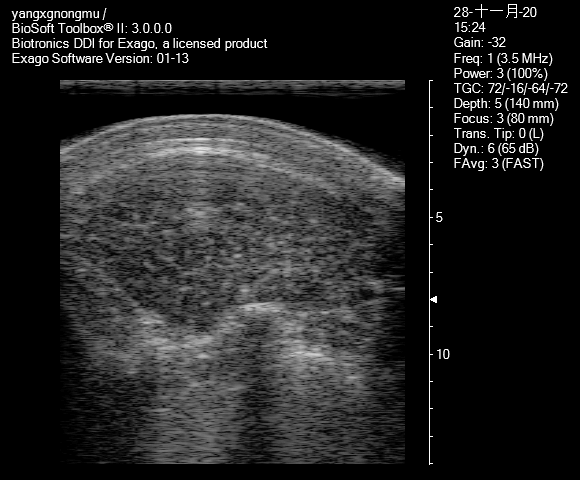 yangxgnongmu /
BioSoft Toolbox® II: 3.0.0.0
Biotronics DDI for Exago, a licensed product
Exago Software Version: 01-13
28-十一月-20
15:24
Gain: -32
Freq: 1 (3.5 MHz)
Power: 3 (100%)
TGC: 72/-16/-64/-72
Depth: 5 (140 mm)
Focus: 3 (80 mm)
Trans. Tip: 0 (L)
Dyn.: 6 (65 dB)
FAvg: 3 (FAST)
5
10